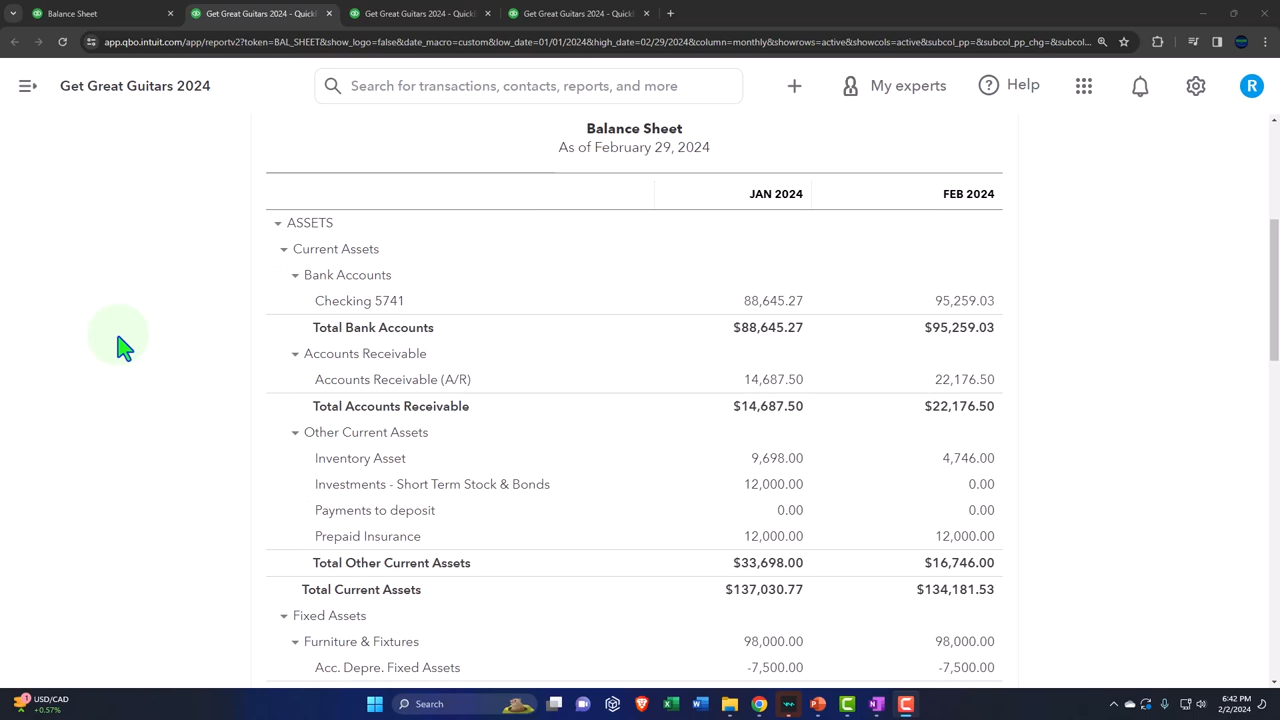 Balance Sheet
Get Great Guitars 2024 - Quick
Get Great Guitars 2024 - Quick
Get Great Guitars 2024 - Quick
app.qbo.intuit.com/app/reportv2?token=BAL_SHEET&show_logo=false&date_macro=custom&low_date=01/01/2024&high_date=02/29/2024&column=monthly&showrows=active&showcols=active&subcol_pp=&subcol_pp_chg=&subcol...
Get Great Guitars 2024
Search for transactions, contacts, reports, and more
My experts
Help
R
Balance Sheet
As of February 29, 2024
JAN 2024 FEB 2024
ASSETS
Current Assets
Bank Accounts
Checking 5741 88,645.27 95,259.03
Total Bank Accounts $88,645.27 $95,259.03
Accounts Receivable
Accounts Receivable (A/R) 14,687.50 22,176.50
Total Accounts Receivable $14,687.50 $22,176.50
Other Current Assets
Inventory Asset 9,698.00 4,746.00
Investments - Short Term Stock & Bonds 12,000.00 0.00
Payments to deposit 0.00 0.00
Prepaid Insurance 12,000.00 12,000.00
Total Other Current Assets $33,698.00 $16,746.00
Total Current Assets $137,030.77 $134,181.53
Fixed Assets
Furniture & Fixtures 98,000.00 98,000.00
Acc. Depre. Fixed Assets -7,500.00 -7,500.00
USD/CAD
+0.57%
Search
6:42 PM
2/2/2024